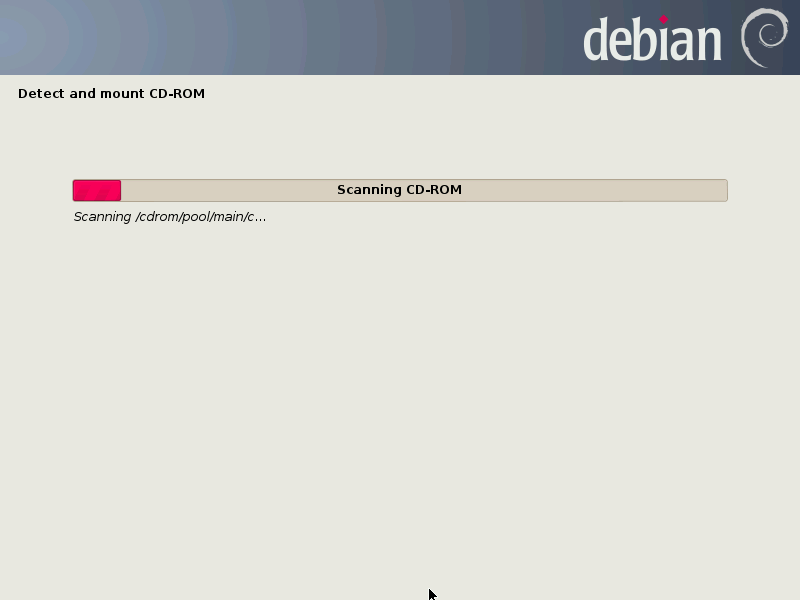 debian
Detect and mount CD-ROM
Scanning CD-ROM
Scanning /cdrom/pool/main/c...